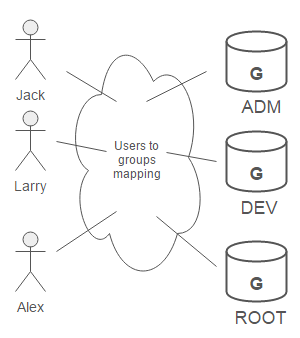 Jack
Larry
Alex
Users to
groups
mapping
G
ADM
G
DEV
G
ROOT